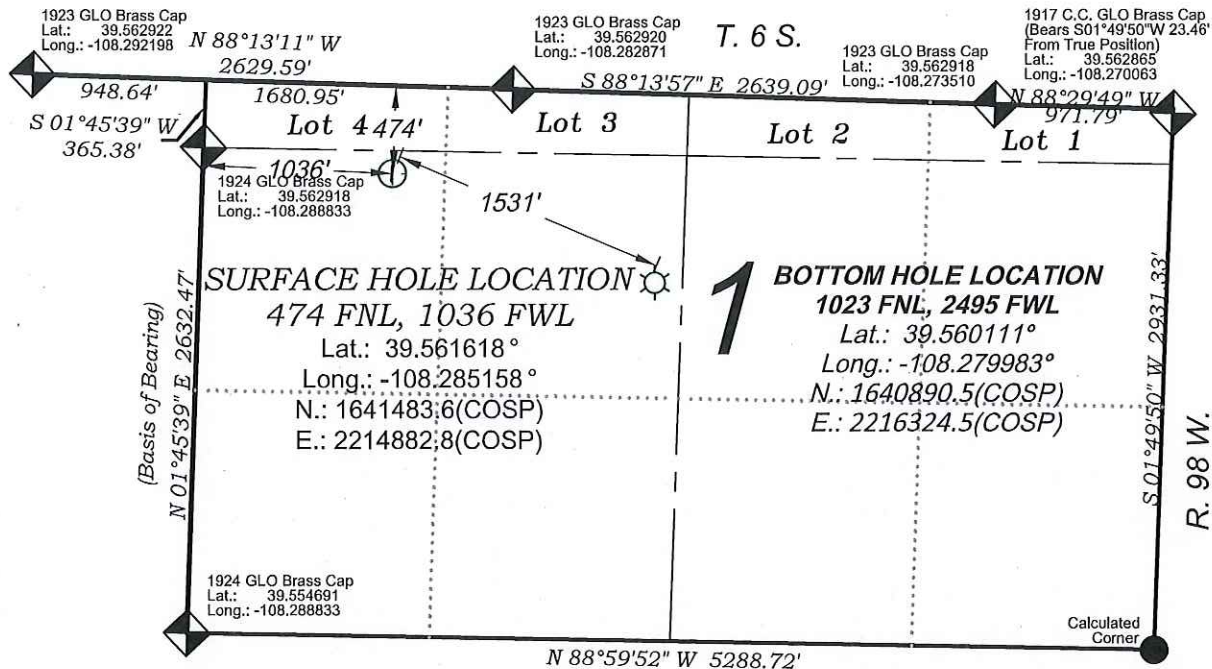 1923 GLO Brass Cap
Lat.: 39.562922
Long.: -108.292198
N 88°13'11" W
2629.59'
1923 GLO Brass Cap
Lat.: 39.562920
Long.: -108.282871
T. 6 S.
1923 GLO Brass Cap
Lat.: 39.562918
Long.: -108.273510
1917 C.C. GLO Brass Cap
(Bears S01°49'50"W 23.46'
From True Position)
Lat.: 39.562865
Long.: -108.270063
S 88°13'57" E 2639.09'
N 88°29'49" W
971.79'
948.64'
1680.95'
S 01°45'39" W
365.38'
Lot 4
474'
Lot 3
Lot 2
Lot 1
1036'
1924 GLO Brass Cap
Lat.: 39.562918
Long.: -108.288833
1531'
SURFACE HOLE LOCATION
474 FNL, 1036 FWL
Lat.: 39.561618°
Long.: -108.285158°
N.: 1641483.6(COSP)
E.: 2214882.8(COSP)
1
BOTTOM HOLE LOCATION
1023 FNL, 2495 FWL
Lat.: 39.560111°
Long.: -108.279983°
N.: 1640890.5(COSP)
E.: 2216324.5(COSP)
(Basis of Bearing)
N 01°45'39" E 2632.47'
S 01°49'50" W 2931.33'
R. 98 W.
1924 GLO Brass Cap
Lat.: 39.554691
Long.: -108.288833
Calculated
Corner
N 88°59'52" W 5288.72'